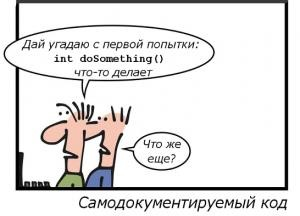 Дай угадаю с первой попытки:
int doSomething()
что-то делает
Что же
еще?
Самодокументируемый код